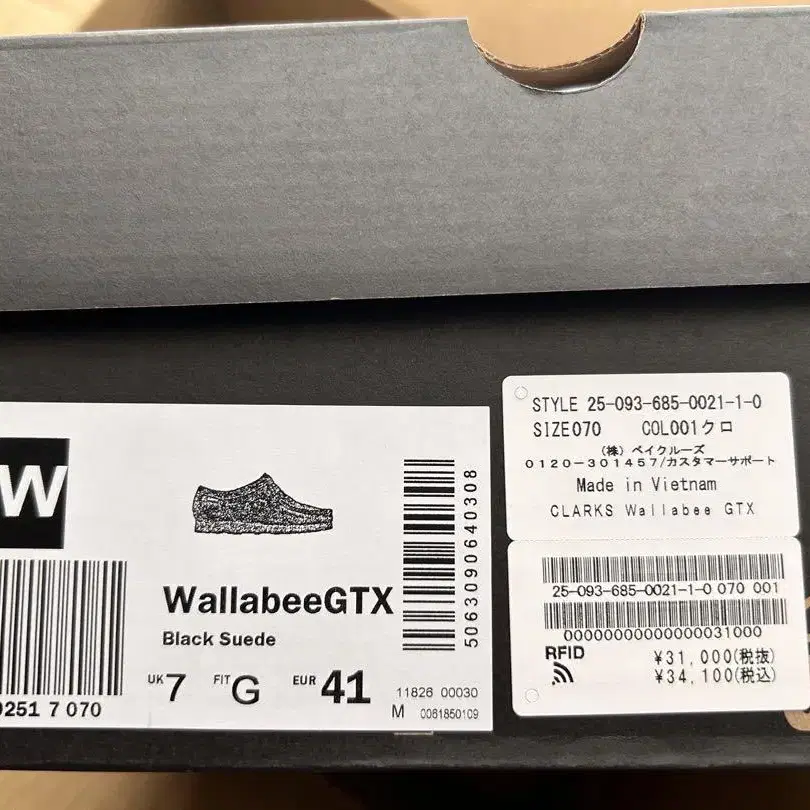 W
WallabeeGTX
Black Suede
UK 7 FIT G EUR 41
5063090640308
11826 00030
M 0061850109
0251 7 070
STYLE 25-093-685-0021-1-0
SIZE070 COL001クロ
(株) ベイクルーズ
0120-301457/カスタマーサポート
Made in Vietnam
CLARKS Wallabee GTX
25-093-685-0021-1-0 070 001
00000000000000031000
RFID
¥31,000(税抜)
¥34,100(税込)